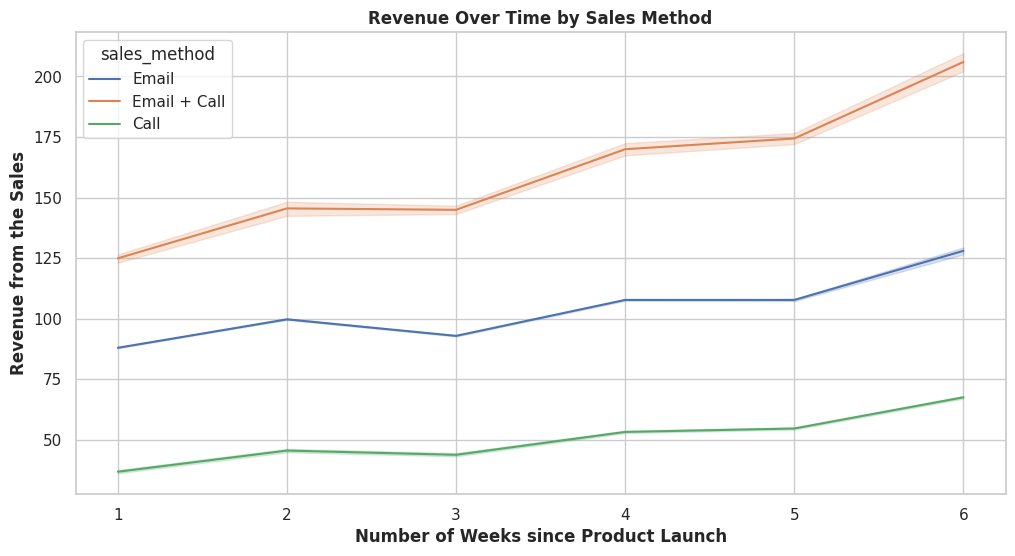 Revenue Over Time by Sales Method
sales_method
Email
Email + Call
Call
Revenue from the Sales
200
175
150
125
100
75
50
1 2 3 4 5 6
Number of Weeks since Product Launch